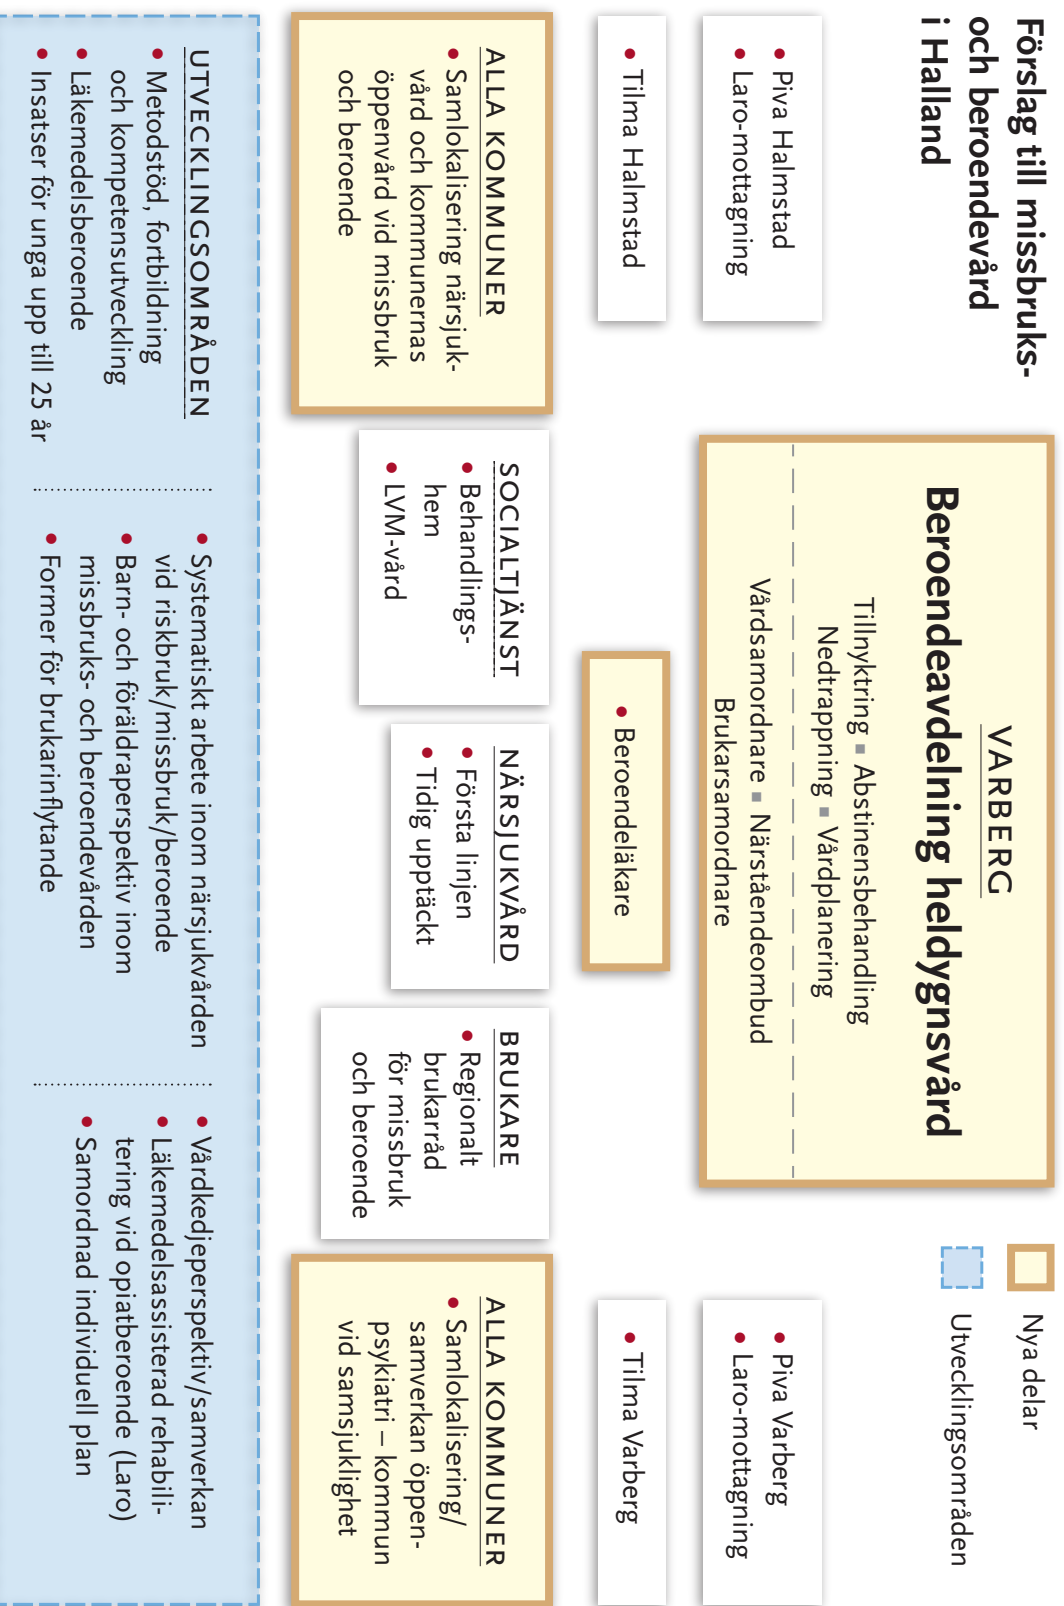 Förslag till missbruks-
och beroendevård
i Halland
VARBERG
Beroendeavdelning heldygnsvård
Tillnyktring ▪ Abstinensbehandling
Nedtrappning ▪ Vårdplanering
Vårdsamordnare ▪ Närståendeombud
Brukarsamordnare
Nya delar
Utvecklingsområden
• Piva Halmstad
• Laro-mottagning
• Piva Varberg
• Laro-mottagning
• Tilma Halmstad
• Beroendeläkare
• Tilma Varberg
ALLA KOMMUNER
• Samlokalisering närsjuk-
vård och kommunernas
öppenvård vid missbruk
och beroende
SOCIALTJÄNST
• Behandlings-
hem
• LVM-vård
NÄRSJUKVÅRD
• Första linjen
• Tidig upptäckt
BRUKARE
• Regionalt
brukarråd
för missbruk
och beroende
ALLA KOMMUNER
• Samlokalisering/
samverkan öppen-
psykiatri – kommun
vid samsjuklighet
UTVECKLINGSOMRÅDEN
• Metodstöd, fortbildning
och kompetensutveckling
• Läkemedelsberoende
• Insatser för unga upp till 25 år
• Systematiskt arbete inom närsjukvården
vid riskbruk/missbruk/beroende
• Barn- och föräldraperspektiv inom
missbruks- och beroendevården
• Former för brukarinflytande
• Vårdkedjeperspektiv/samverkan
• Läkemedelsassisterad rehabili-
tering vid opiatberoende (Laro)
• Samordnad individuell plan